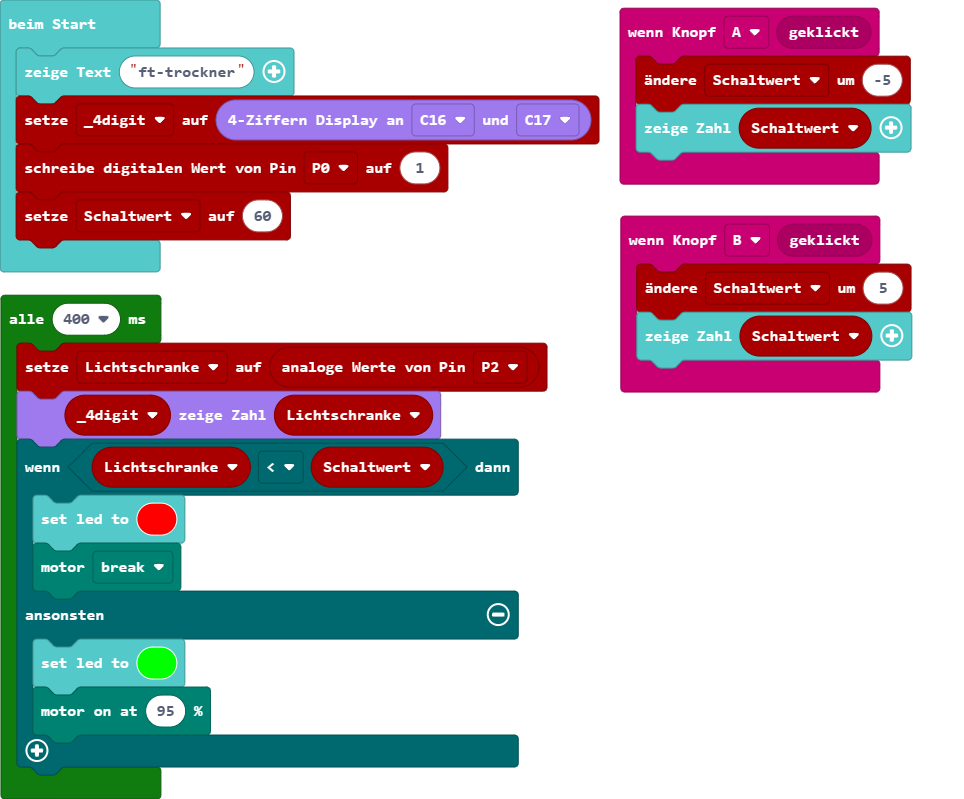 beim Start
zeige Text "ft-trockner"
setze _4digit auf 4-Ziffern Display an C16 und C17
schreibe digitalen Wert von Pin P0 auf 1
setze Schaltwert auf 60
alle 400 ms
setze Lichtschranke auf analoge Werte von Pin P2
_4digit zeige Zahl Lichtschranke
wenn Lichtschranke < Schaltwert dann
set led to
motor break
ansonsten
set led to
motor on at 95 %
wenn Knopf A geklickt
ändere Schaltwert um -5
zeige Zahl Schaltwert
wenn Knopf B geklickt
ändere Schaltwert um 5
zeige Zahl Schaltwert